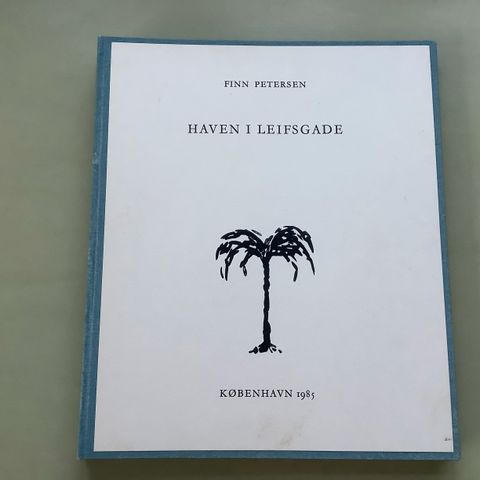 FINN PETERSEN
HAVEN I LEIFSGADE
KØBENHAVN 1985